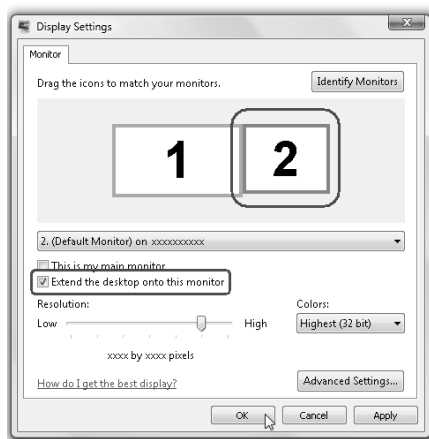 Display Settings
Monitor
Drag the icons to match your monitors.
Identify Monitors
1
2
2. (Default Monitor) on xxxxxxxxxx
This is my main monitor
Extend the desktop onto this monitor
Resolution:
Colors:
Low
High
Highest (32 bit)
xxxx by xxxx pixels
How do I get the best display?
Advanced Settings...
OK
Cancel
Apply